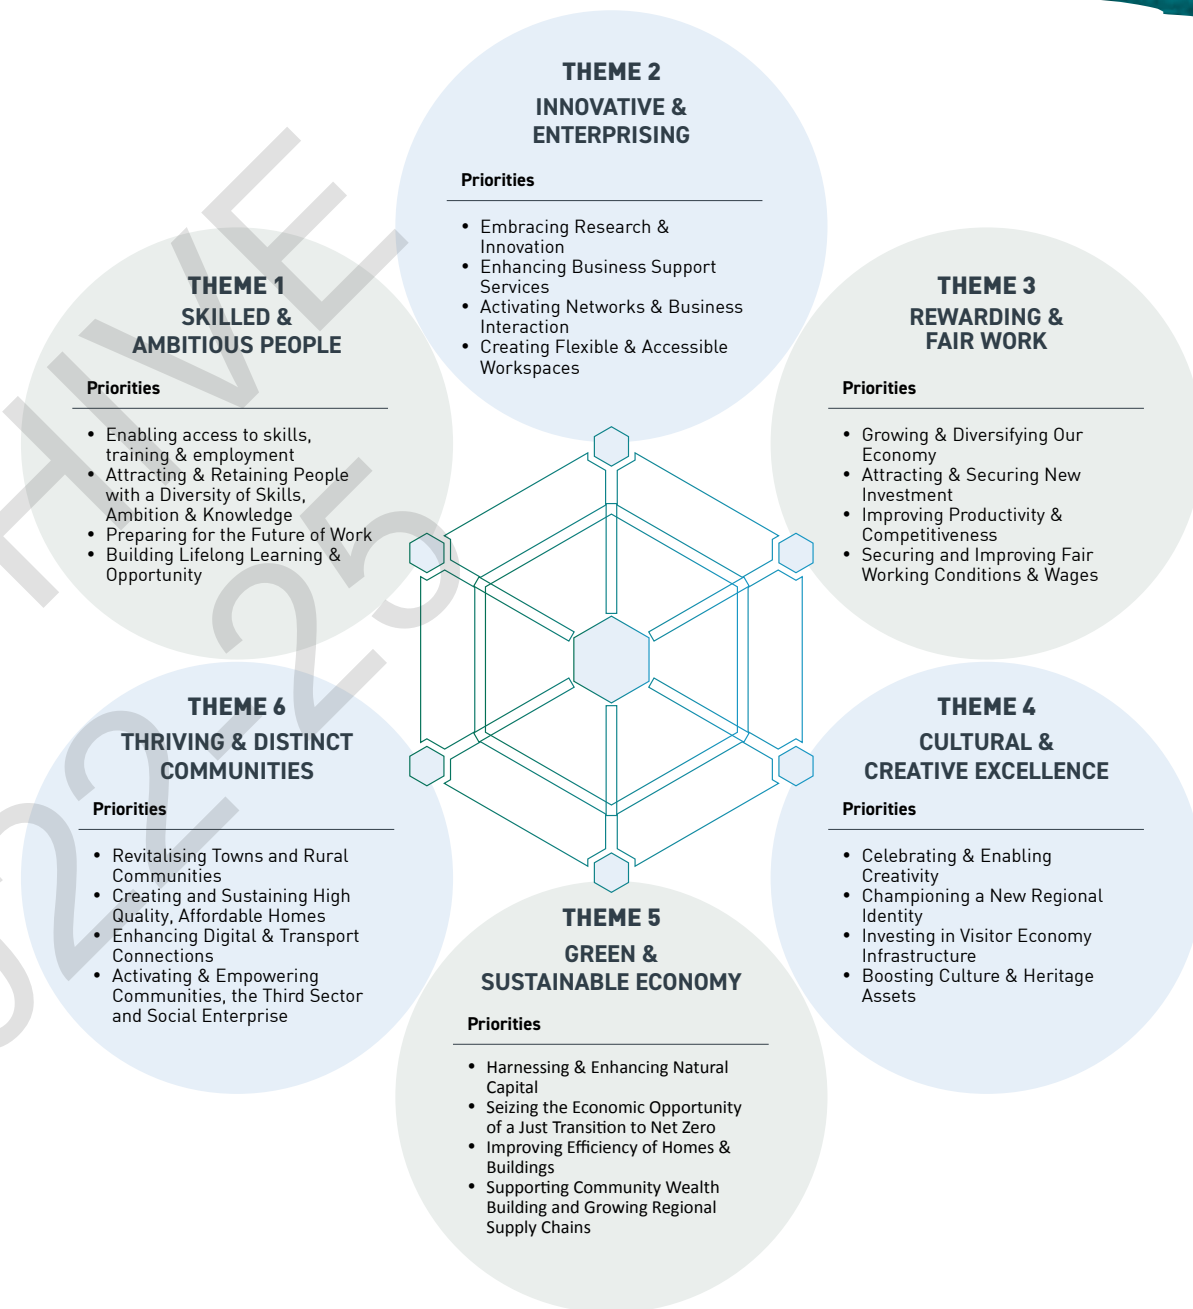 THEME 2
INNOVATIVE &
ENTERPRISING
Priorities
• Embracing Research &
Innovation
• Enhancing Business Support
Services
• Activating Networks & Business
Interaction
• Creating Flexible & Accessible
Workspaces
THEME 1
SKILLED &
AMBITIOUS PEOPLE
Priorities
• Enabling access to skills,
training & employment
• Attracting & Retaining People
with a Diversity of Skills,
Ambition & Knowledge
• Preparing for the Future of Work
• Building Lifelong Learning &
Opportunity
THEME 3
REWARDING &
FAIR WORK
Priorities
• Growing & Diversifying Our
Economy
• Attracting & Securing New
Investment
• Improving Productivity &
Competitiveness
• Securing and Improving Fair
Working Conditions & Wages
THEME 6
THRIVING & DISTINCT
COMMUNITIES
Priorities
• Revitalising Towns and Rural
Communities
• Creating and Sustaining High
Quality, Affordable Homes
• Enhancing Digital & Transport
Connections
• Activating & Empowering
Communities, the Third Sector
and Social Enterprise
THEME 4
CULTURAL &
CREATIVE EXCELLENCE
Priorities
• Celebrating & Enabling
Creativity
• Championing a New Regional
Identity
• Investing in Visitor Economy
Infrastructure
• Boosting Culture & Heritage
Assets
THEME 5
GREEN &
SUSTAINABLE ECONOMY
Priorities
• Harnessing & Enhancing Natural
Capital
• Seizing the Economic Opportunity
of a Just Transition to Net Zero
• Improving Efficiency of Homes &
Buildings
• Supporting Community Wealth
Building and Growing Regional
Supply Chains
HIVE
22-25